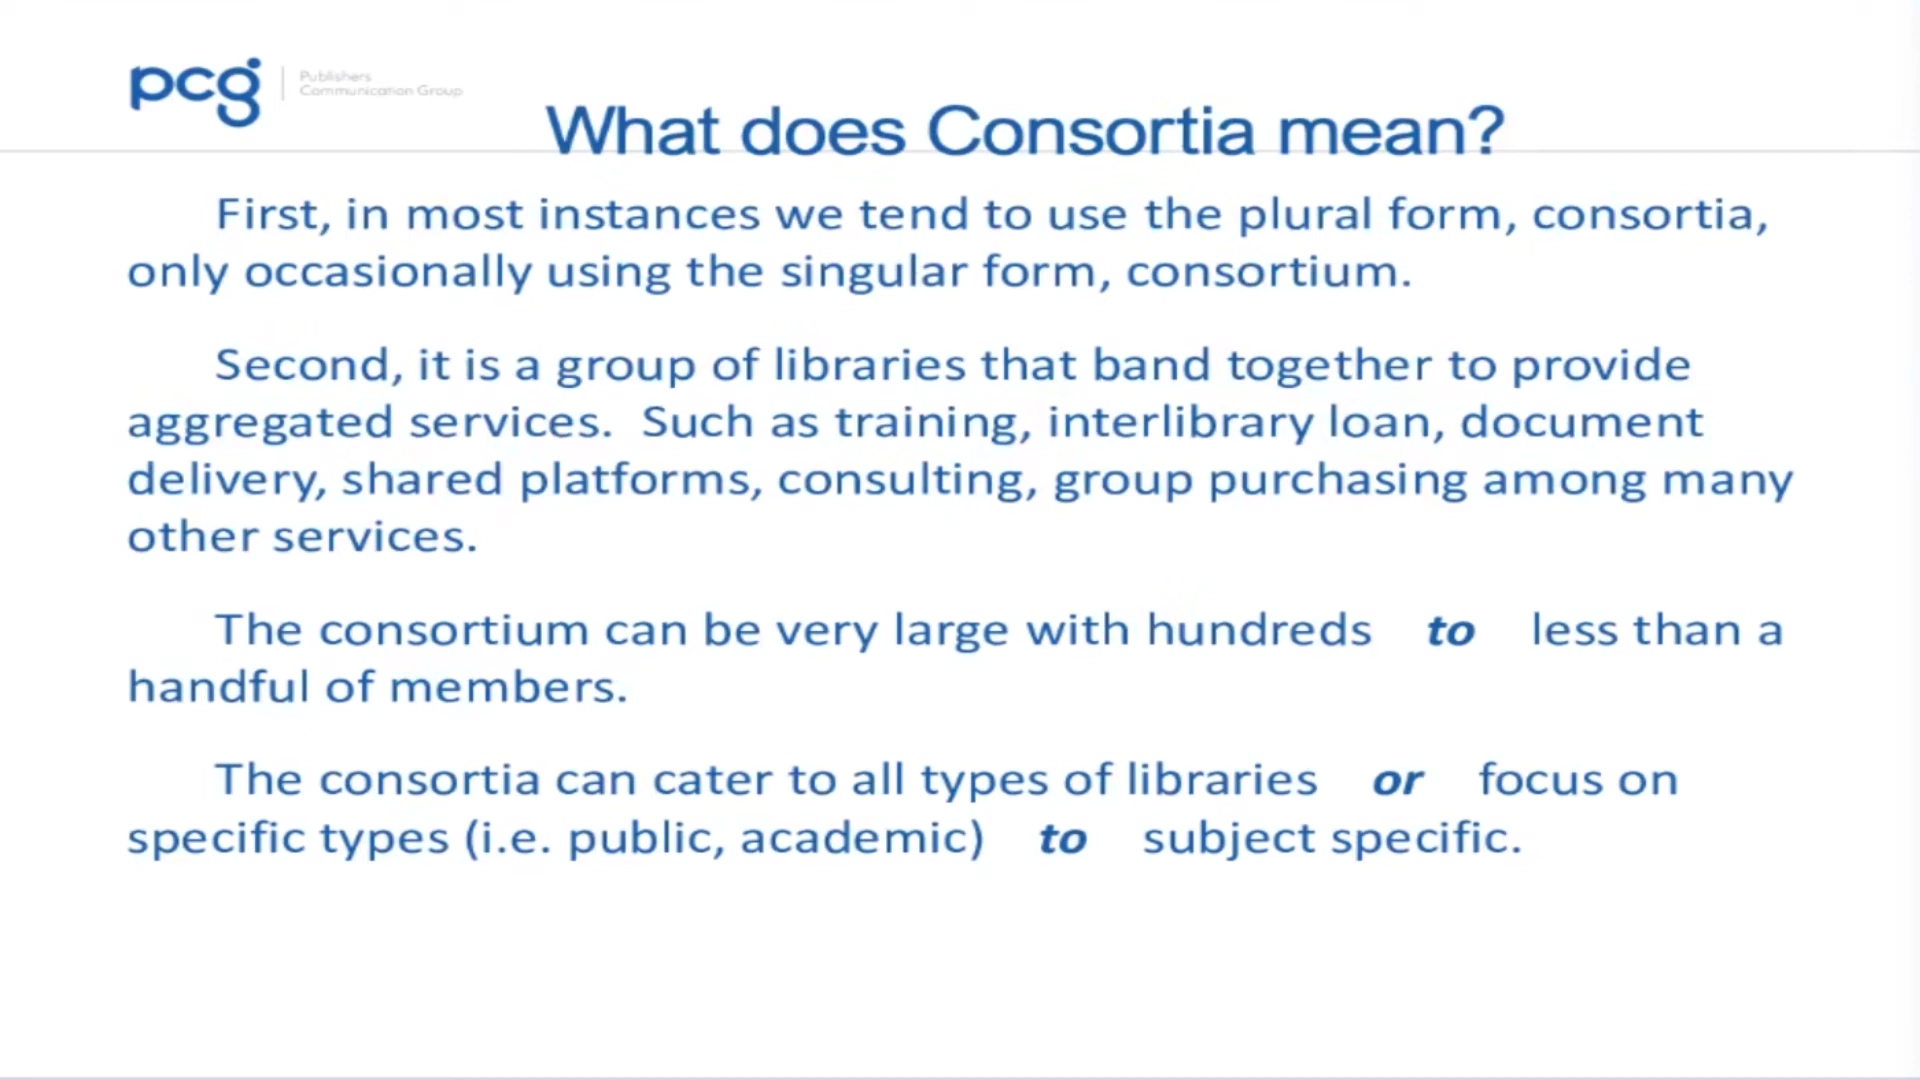 pcg
Publishers
Communication Group
What does Consortia mean?
First, in most instances we tend to use the plural form, consortia,
only occasionally using the singular form, consortium.
Second, it is a group of libraries that band together to provide
aggregated services.  Such as training, interlibrary loan, document
delivery, shared platforms, consulting, group purchasing among many
other services.
The consortium can be very large with hundreds to less than a
handful of members.
The consortia can cater to all types of libraries or focus on
specific types (i.e. public, academic) to subject specific.